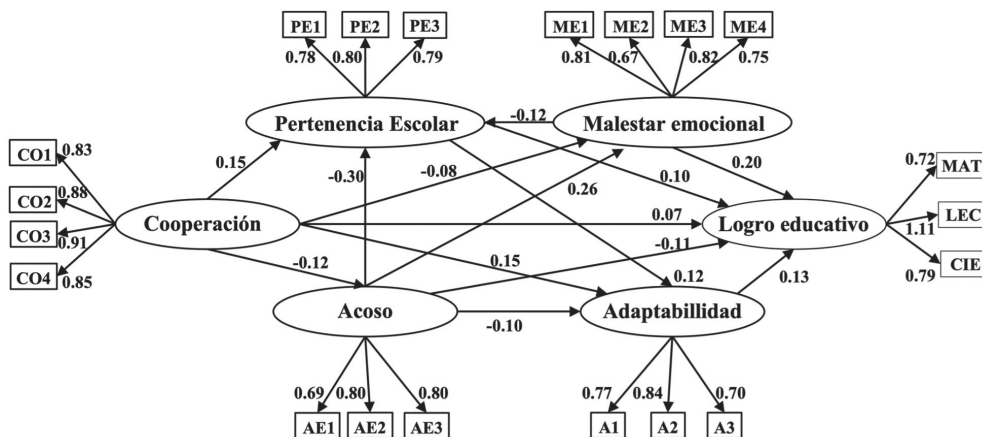 PE1 PE2 PE3 ME1 ME2 ME3 ME4
0.78 0.80 0.79 0.81 0.67 0.82 0.75
Pertenencia Escolar -0.12 Malestar emocional
CO1 0.83
0.15 -0.30 -0.08 0.26 0.10 0.20
0.72 MAT
CO2 0.88
CO3 0.91
Cooperación 0.07 Logro educativo
1.11 LEC
CO4 0.85
-0.12 0.15 -0.11 0.12 0.13
0.79 CIE
Acoso -0.10 Adaptabillidad
0.69 0.80 0.80 0.77 0.84 0.70
AE1 AE2 AE3 A1 A2 A3